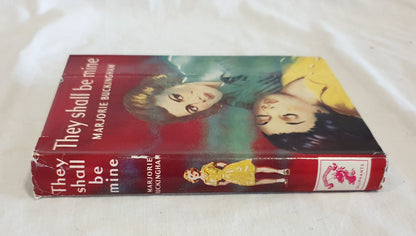 They shall be mine
MARJORIE BUCKINGHAM
They
shall
be
mine
MARJORIE
BUCKINGHAM